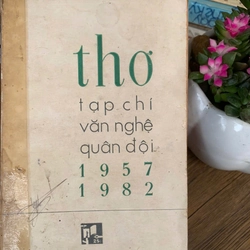 thơ
tạp chí
văn nghệ
quân đội
1957
1982